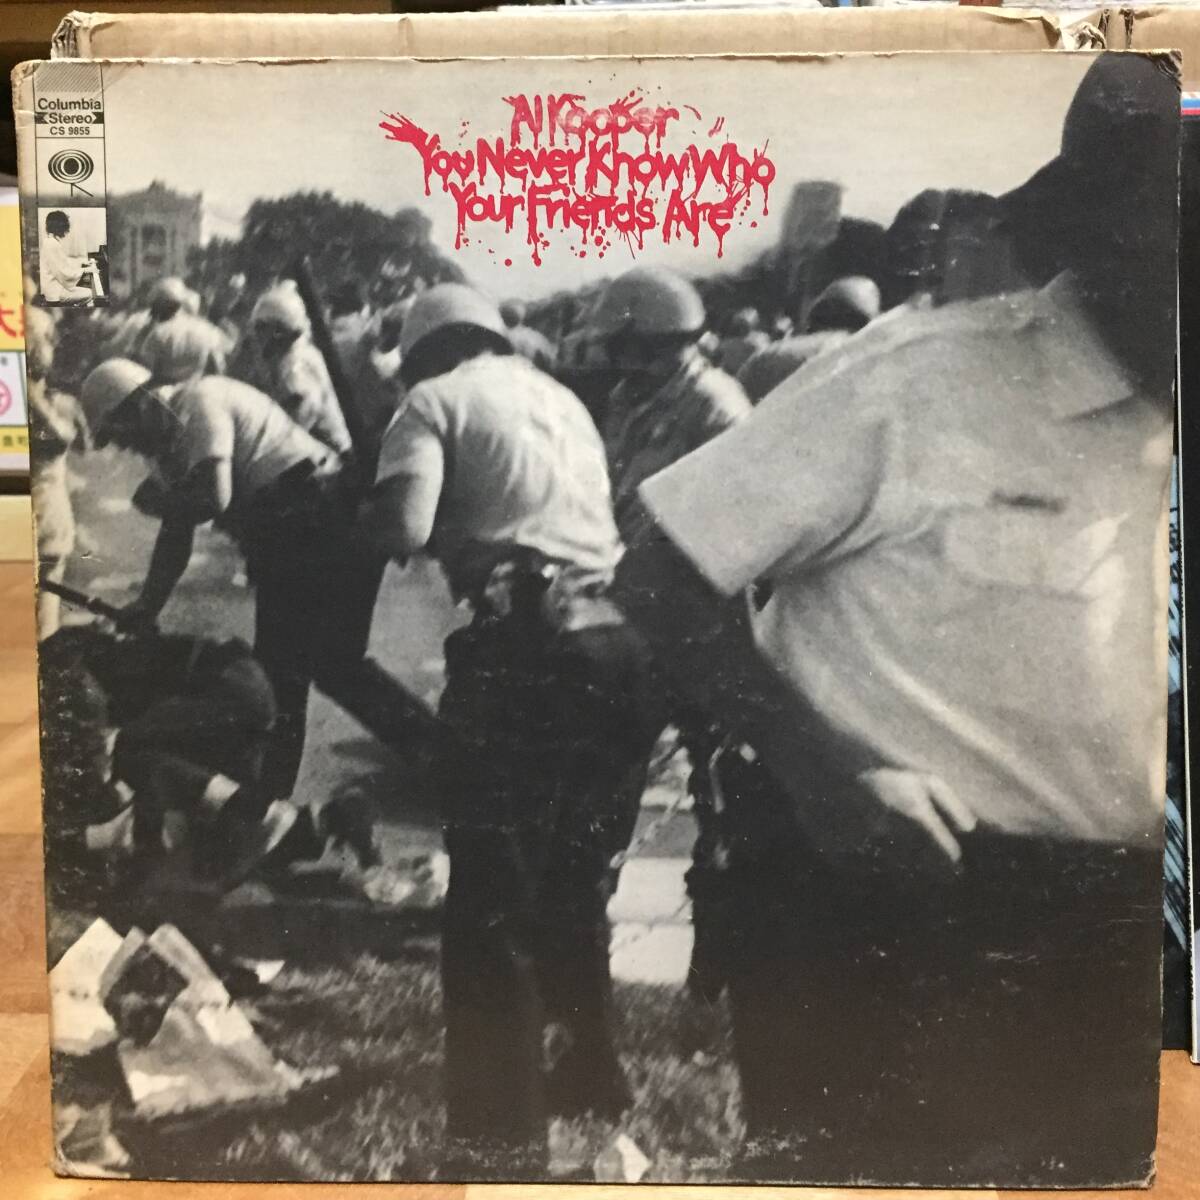 Columbia
Stereo
CS 9855
Al Kooper
You Never Know Who
Your Friends Are